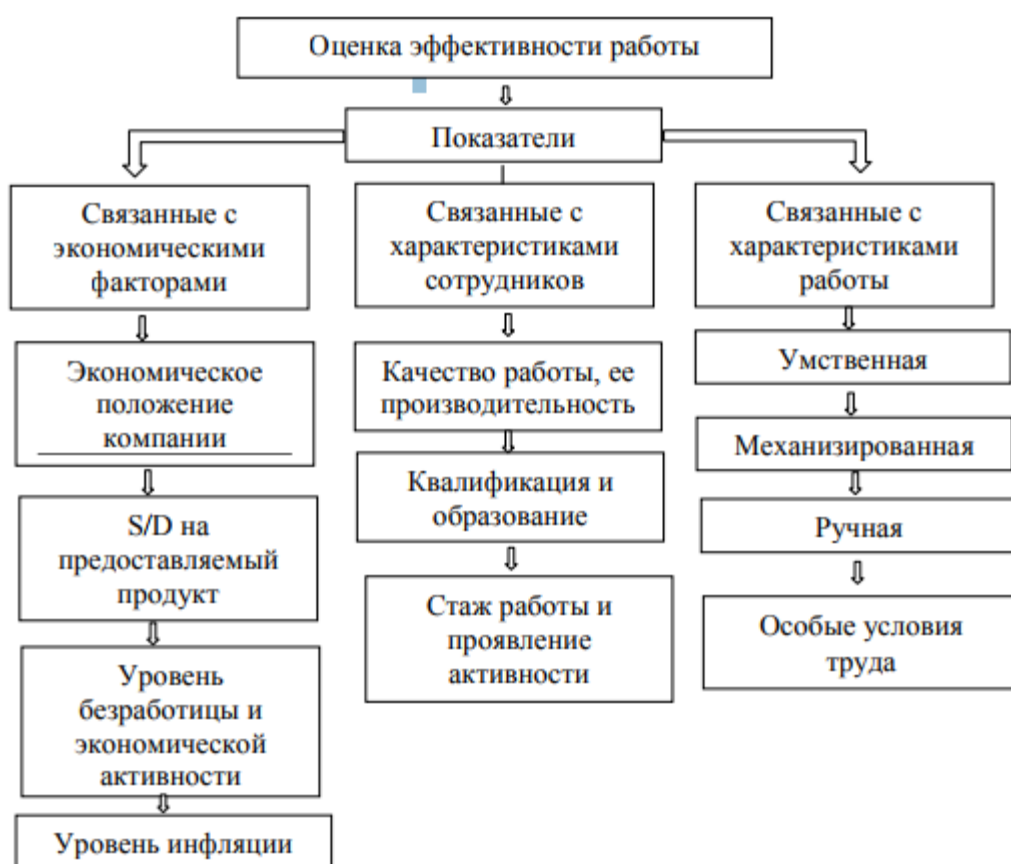 Оценка эффективности работы
Показатели
Связанные с
экономическими
факторами
Экономическое
положение
компании
S/D на
предоставляемый
продукт
Уровень
безработицы и
экономической
активности
Уровень инфляции
Связанные с
характеристиками
сотрудников
Качество работы, ее
производительность
Квалификация и
образование
Стаж работы и
проявление
активности
Связанные с
характеристиками
работы
Умственная
Механизированная
Ручная
Особые условия
труда